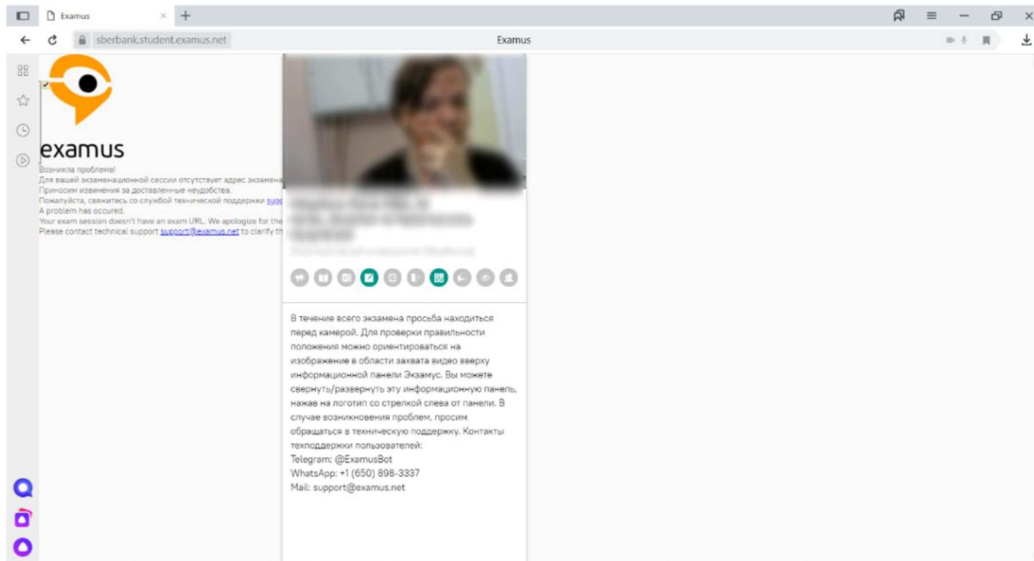 Examus
sberbank.student.examus.net
Examus
examus
Возникла проблема!
Для вашей экзаменационной сессии отсутствует адрес экзамена
Приносим извинения за доставленные неудобства.
Пожалуйста, свяжитесь со службой технической поддержки supp
A problem has occured.
Your exam session doesn't have an exam URL. We apologize for the
Please contact technical support support@examus.net to clarify th
В течение всего экзамена просьба находиться
перед камерой. Для проверки правильности
положения можно ориентироваться на
изображение в области захвата видео вверху
информационной панели Экзамус. Вы можете
свернуть/развернуть эту информационную панель,
нажав на логотип со стрелкой слева от панели. В
случае возникновения проблем, просим
обращаться в техническую поддержку. Контакты
техподдержки пользователей:
Telegram: @ExamusBot
WhatsApp: +1 (650) 898-3337
Mail: support@examus.net